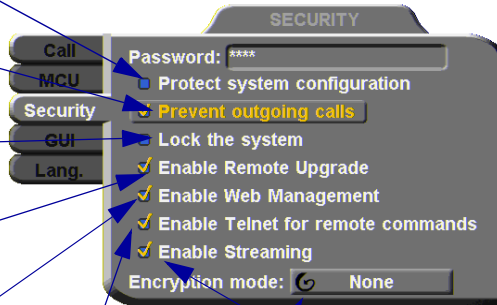 SECURITY
Call
MCU
Security
GUI
Lang.
Password: ****
Protect system configuration
Prevent outgoing calls
Lock the system
Enable Remote Upgrade
Enable Web Management
Enable Telnet for remote commands
Enable Streaming
Encryption mode: None